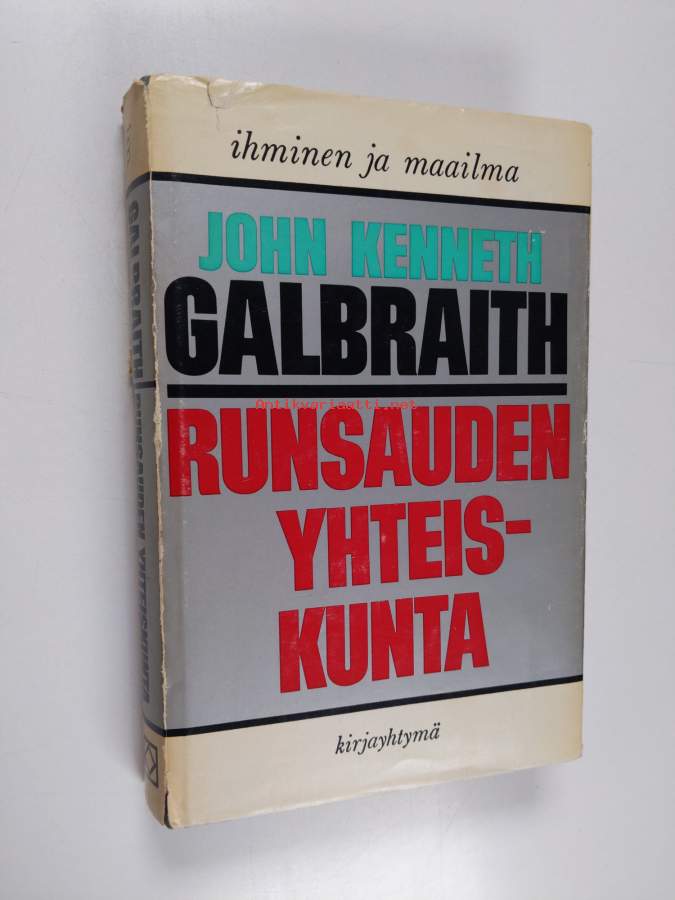 ihminen ja maailma
JOHN KENNETH
GALBRAITH
Antikvariaatti.net
RUNSAUDEN
YHTEIS-
KUNTA
kirjayhtymä
GALBRAITH RUNSAUDEN YHTEISKUNTA